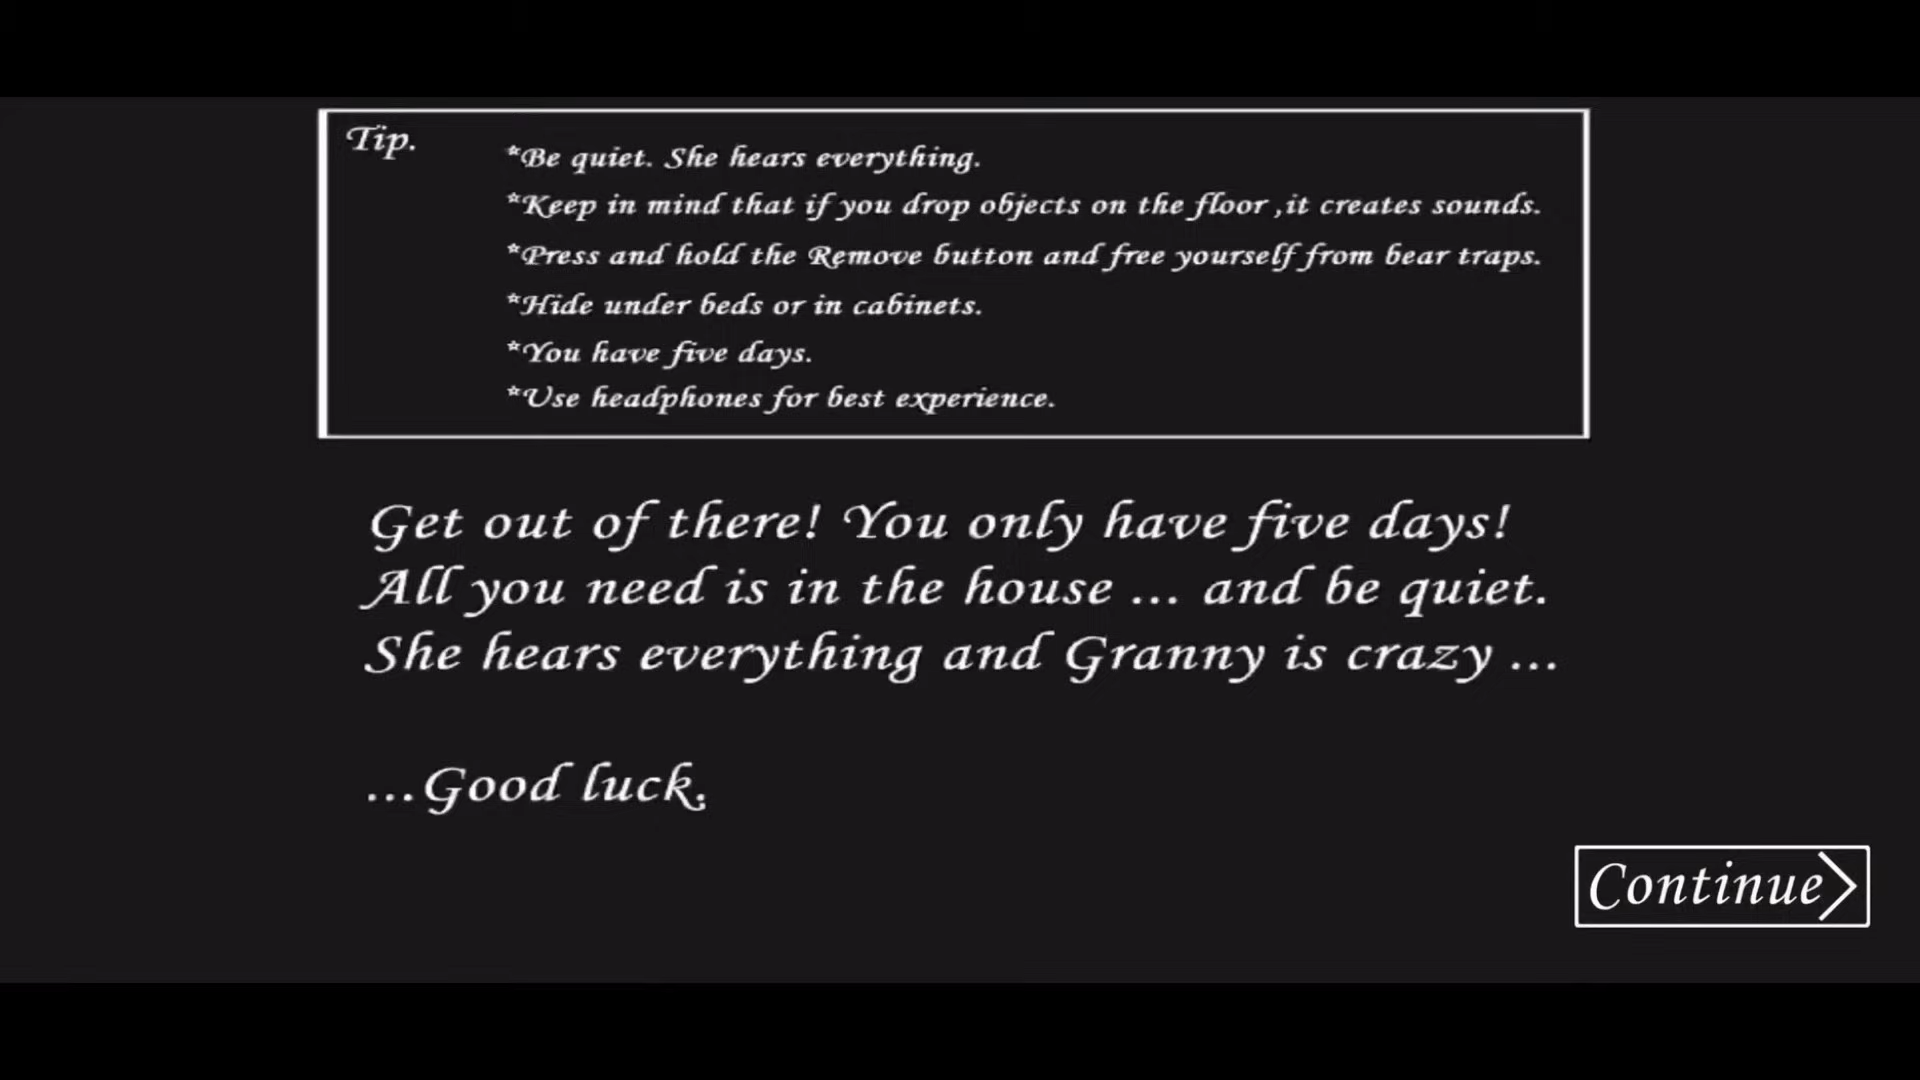 Tip.
*Be quiet. She hears everything.
*Keep in mind that if you drop objects on the floor ,it creates sounds.
*Press and hold the Remove button and free yourself from bear traps.
*Hide under beds or in cabinets.
*You have five days.
*Use headphones for best experience.
Get out of there! You only have five days!
All you need is in the house ... and be quiet.
She hears everything and Granny is crazy ...
...Good luck.
Continue>